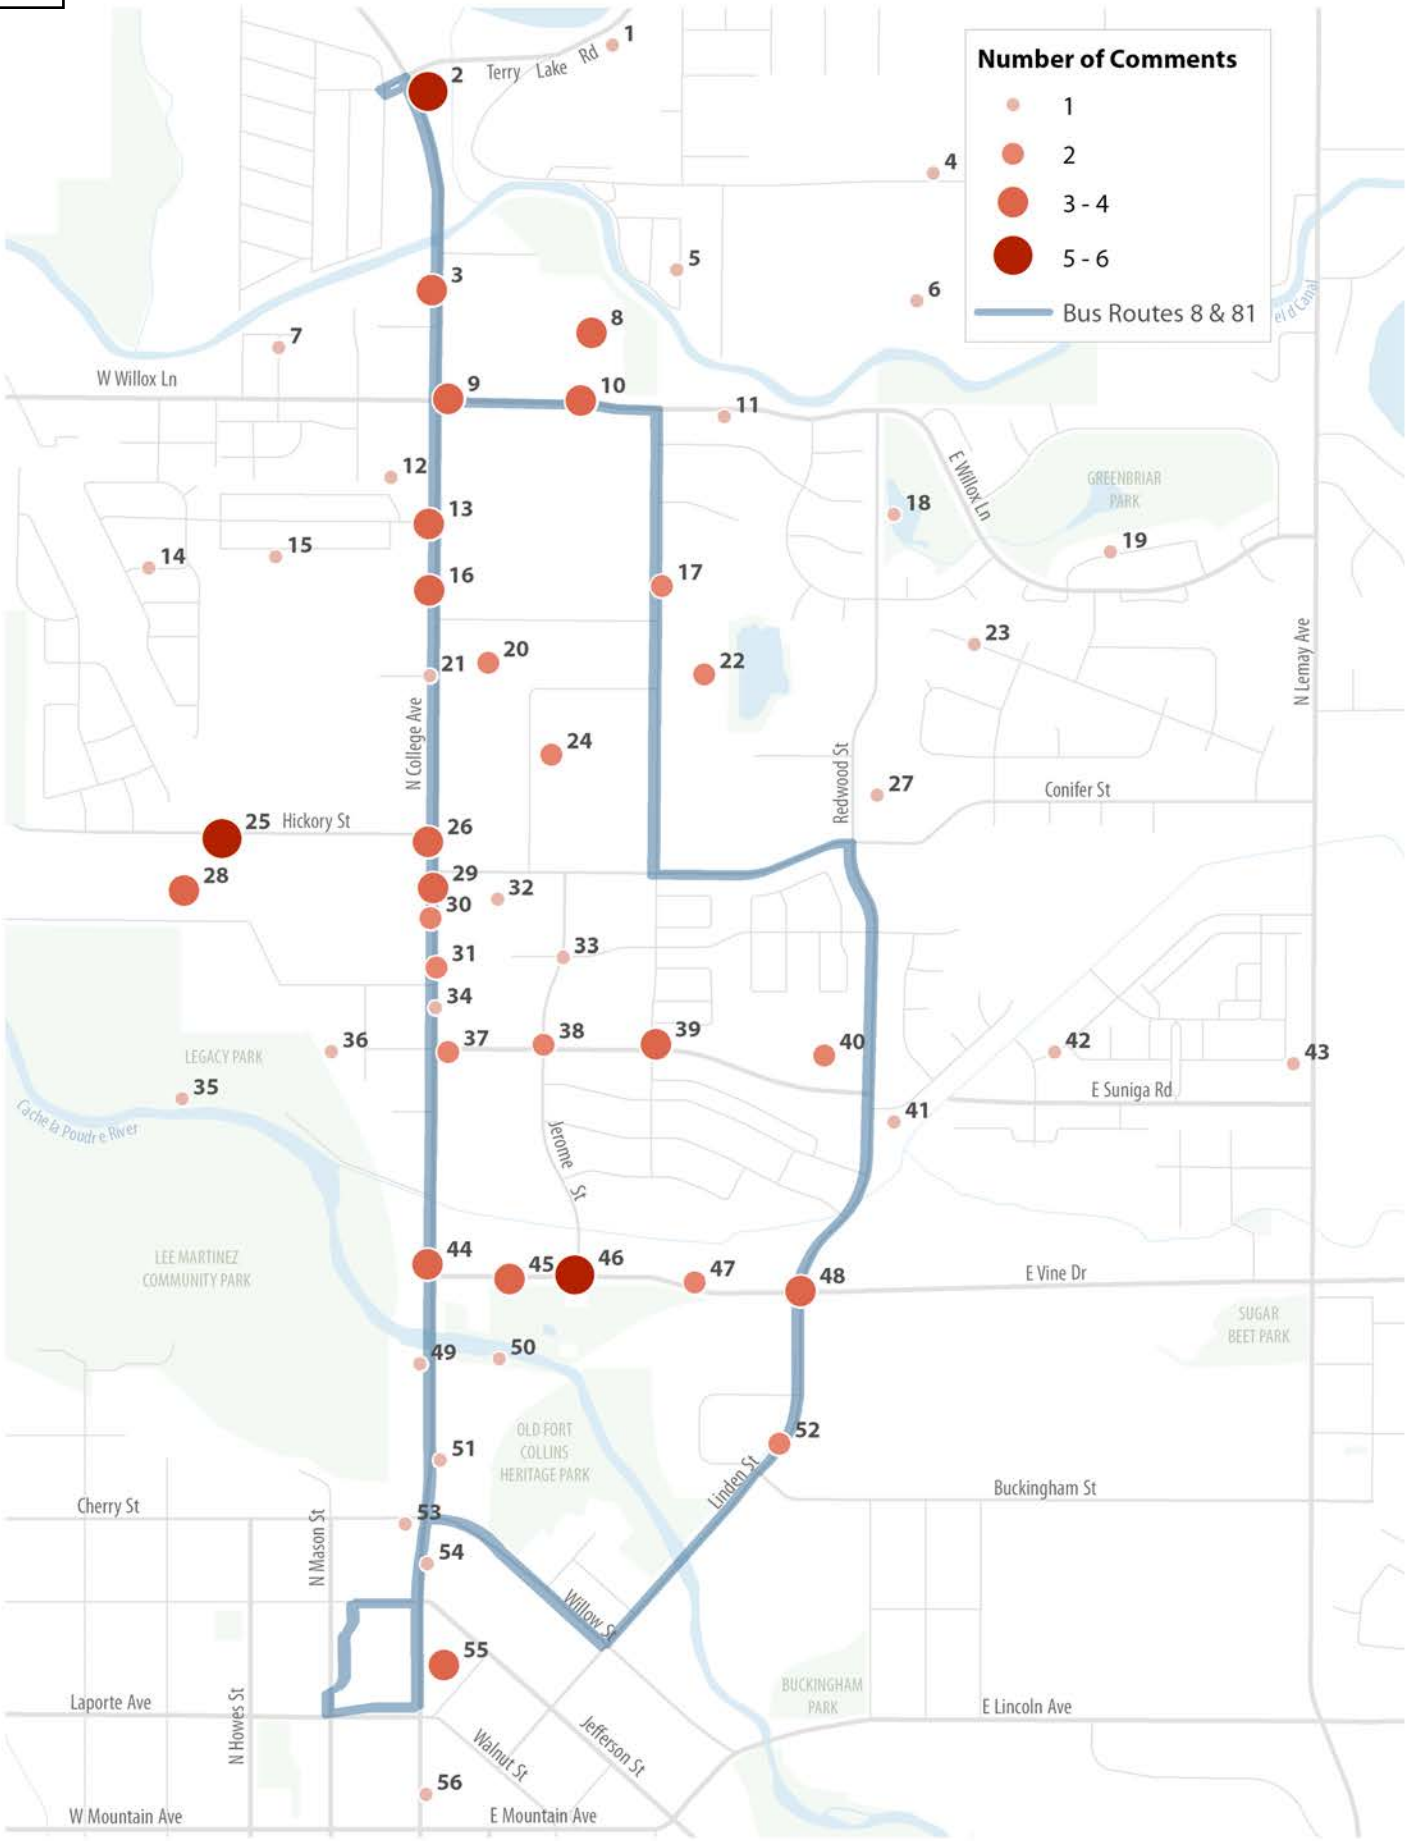 1
2
Terry Lake Rd
Number of Comments
1
2
3 - 4
5 - 6
Bus Routes 8 & 81
4
3
5
6
el d Canal
8
7
W Willox Ln
9
10
11
12
E Willox Ln
GREENBRIAR
PARK
13
18
14
15
19
16
17
N Lemay Ave
23
20
21
22
N College Ave
24
Redwood St
27
Conifer St
25
Hickory St
26
28
29
32
30
33
31
34
36
LEGACY PARK
37
38
39
40
42
43
35
E Suniga Rd
Cache la Poudre River
41
Jerome St
LEE MARTINEZ
COMMUNITY PARK
44
45
46
47
48
E Vine Dr
SUGAR
BEET PARK
49
50
OLD FORT
COLLINS
HERITAGE PARK
52
51
Linden St
Buckingham St
Cherry St
N Mason St
53
54
Willow St
55
BUCKINGHAM
PARK
Laporte Ave
N Howes St
E Lincoln Ave
Jefferson St
Walnut St
56
W Mountain Ave
E Mountain Ave